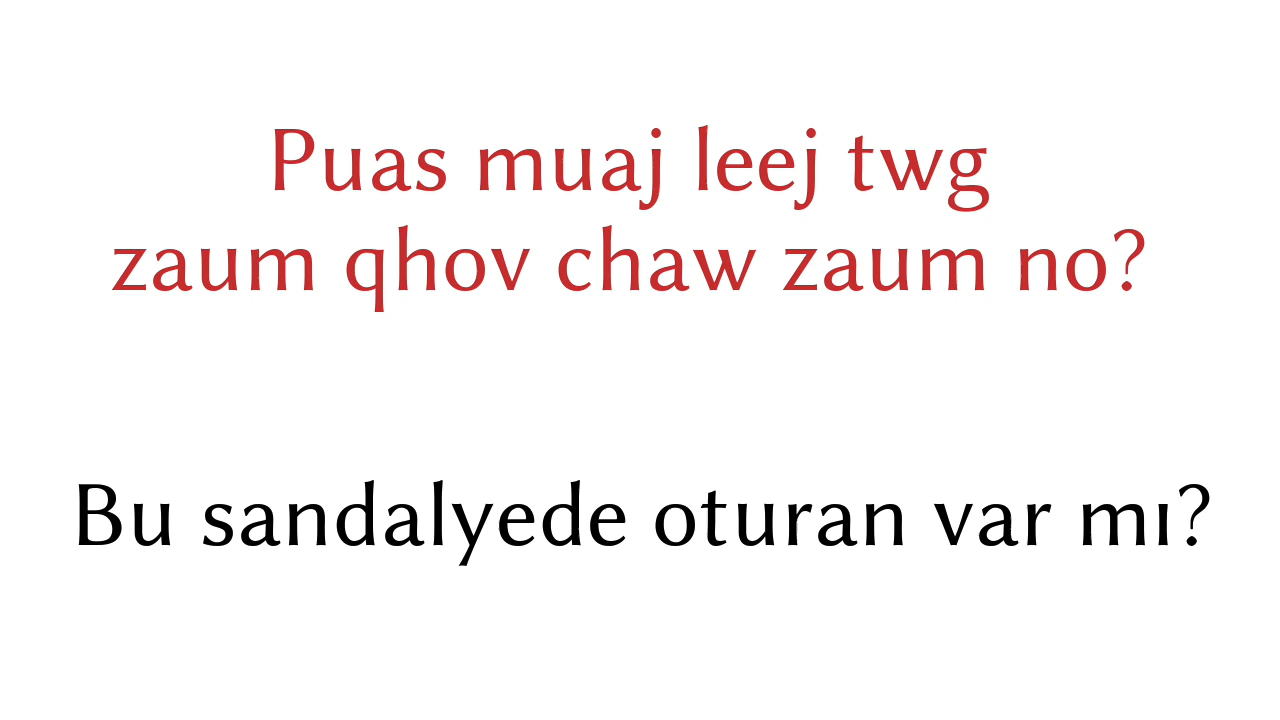 Puas muaj leej twg
zaum qhov chaw zaum no?
Bu sandalyede oturan var mı?